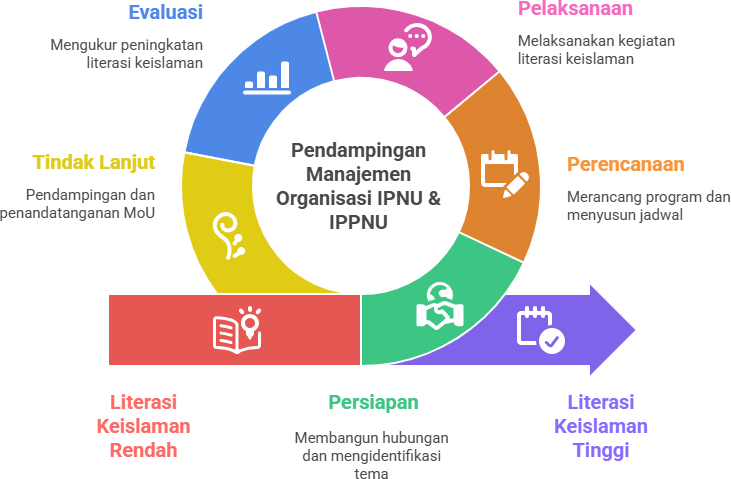 Evaluasi
Mengukur peningkatan
literasi keislaman
Pelaksanaan
Melaksanakan kegiatan
literasi keislaman
Tindak Lanjut
Pendampingan dan
penandatanganan MoU
Pendampingan
Manajemen
Organisasi IPNU &
IPPNU
Perencanaan
Merancang program dan
menyusun jadwal
Literasi
Keislaman
Rendah
Persiapan
Membangun hubungan
dan mengidentifikasi
tema
Literasi
Keislaman
Tinggi